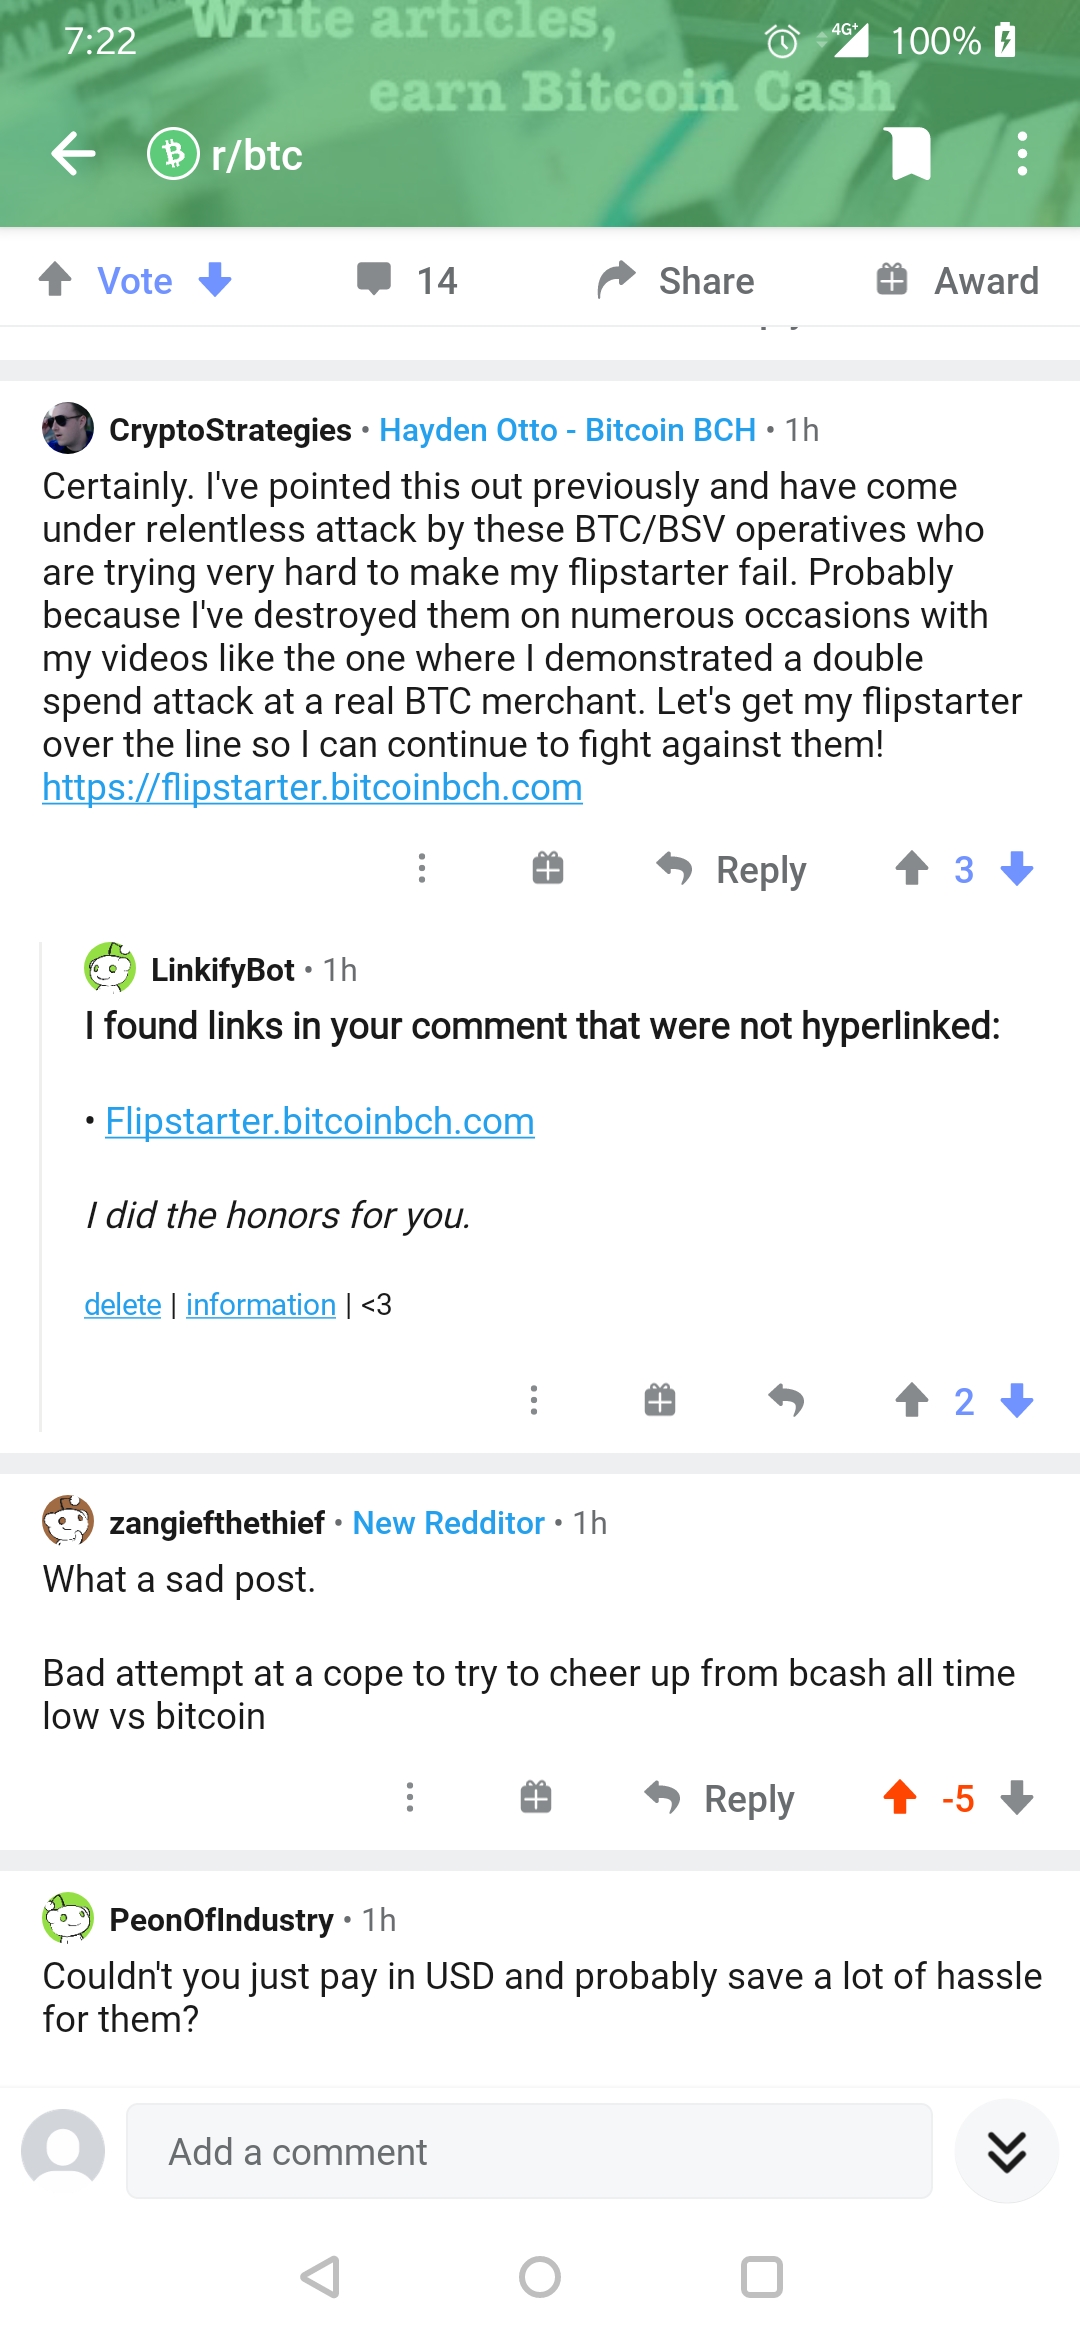 Write articles,
7:22
4G+ 100%
earn Bitcoin Cash
r/btc
Vote 14 Share Award
CryptoStrategies • Hayden Otto - Bitcoin BCH • 1h
Certainly. I've pointed this out previously and have come
under relentless attack by these BTC/BSV operatives who
are trying very hard to make my flipstarter fail. Probably
because I've destroyed them on numerous occasions with
my videos like the one where I demonstrated a double
spend attack at a real BTC merchant. Let's get my flipstarter
over the line so I can continue to fight against them!
https://flipstarter.bitcoinbch.com
Reply 3
LinkifyBot • 1h
I found links in your comment that were not hyperlinked:
• Flipstarter.bitcoinbch.com
I did the honors for you.
delete | information | <3
2
zangiefthethief • New Redditor • 1h
What a sad post.
Bad attempt at a cope to try to cheer up from bcash all time
low vs bitcoin
Reply -5
PeonOfIndustry • 1h
Couldn't you just pay in USD and probably save a lot of hassle
for them?
Add a comment